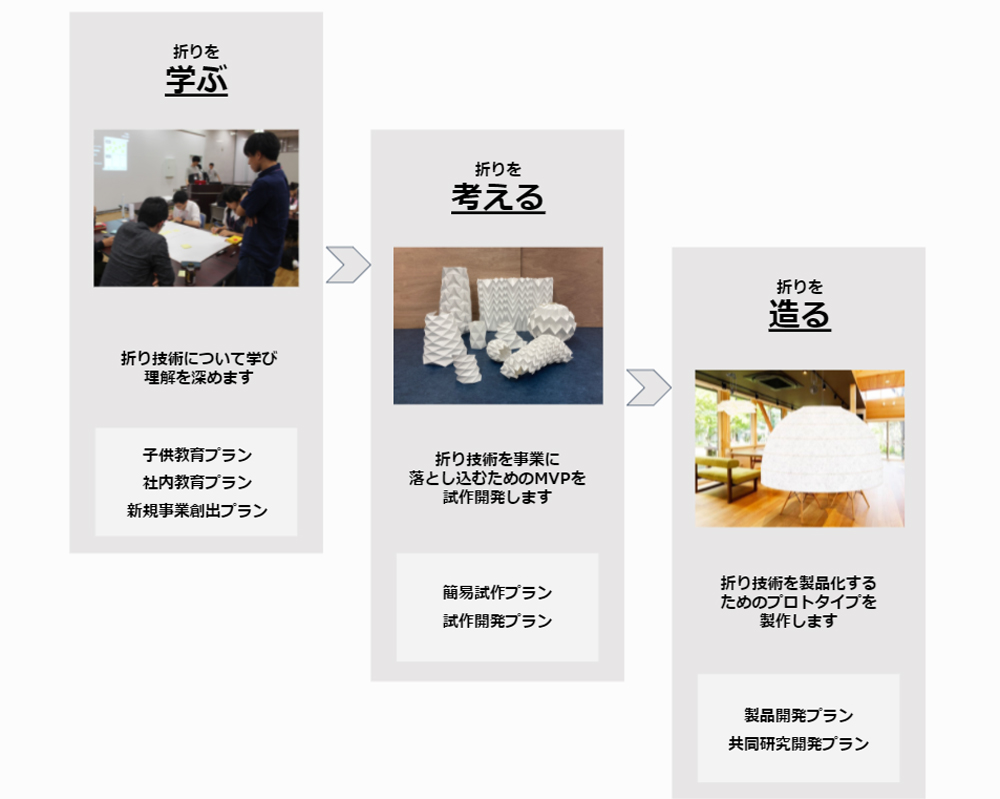 折りを
学ぶ
折り技術について学び
理解を深めます
子供教育プラン
社内教育プラン
新規事業創出プラン
折りを
考える
折り技術を事業に
落とし込むためのMVPを
試作開発します
簡易試作プラン
試作開発プラン
折りを
造る
折り技術を製品化する
ためのプロトタイプを
製作します
製品開発プラン
共同研究開発プラン